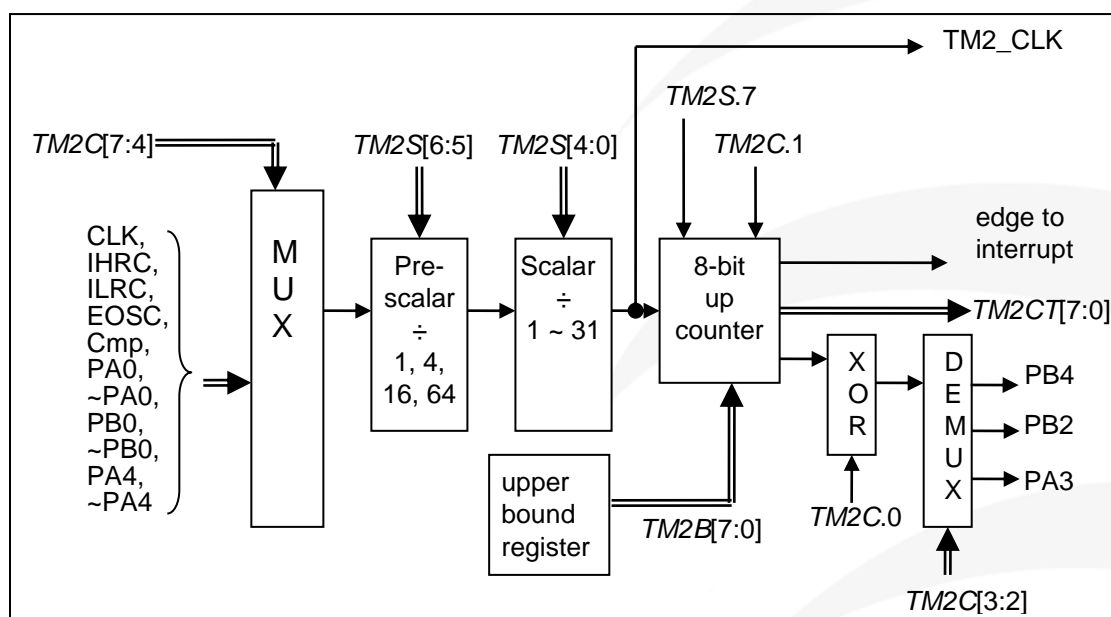 TM2_CLK
TM2S.7
TM2C[7:4]
TM2S[6:5]
TM2S[4:0]
TM2C.1
CLK,
IHRC,
ILRC,
EOSC,
Cmp,
PA0,
~PA0,
PB0,
~PB0,
PA4,
~PA4
M
U
X
Pre-
scalar
÷
1, 4,
16, 64
Scalar
÷
1 ~ 31
8-bit
up
counter
edge to
interrupt
TM2CT[7:0]
X
O
R
D
E
M
U
X
PB4
PB2
PA3
upper
bound
register
TM2B[7:0]
TM2C.0
TM2C[3:2]